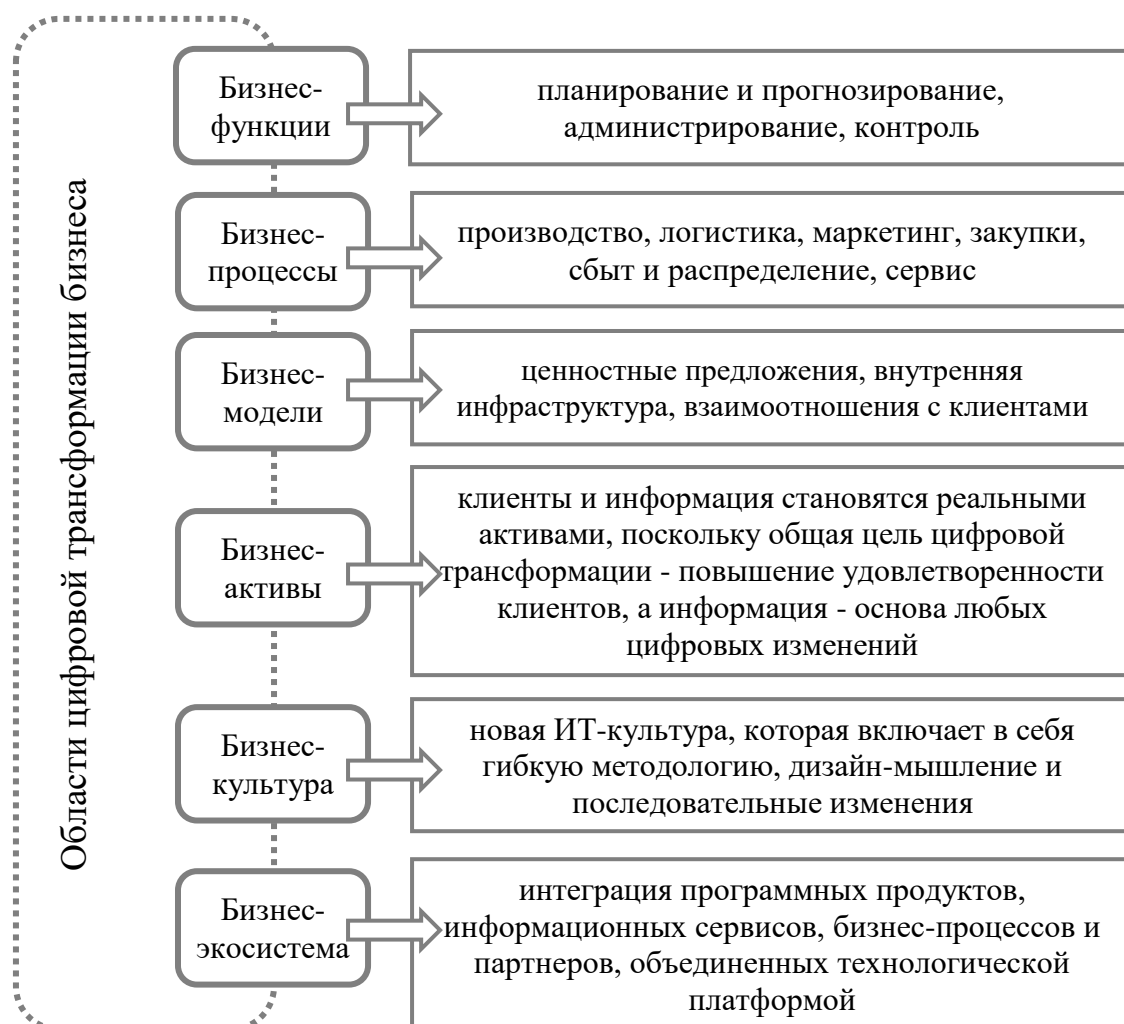 Области цифровой трансформации бизнеса
Бизнес-
функции
планирование и прогнозирование,
администрирование, контроль
Бизнес-
процессы
производство, логистика, маркетинг, закупки,
сбыт и распределение, сервис
Бизнес-
модели
ценностные предложения, внутренняя
инфраструктура, взаимоотношения с клиентами
Бизнес-
активы
клиенты и информация становятся реальными
активами, поскольку общая цель цифровой
трансформации - повышение удовлетворенности
клиентов, а информация - основа любых
цифровых изменений
Бизнес-
культура
новая ИТ-культура, которая включает в себя
гибкую методологию, дизайн-мышление и
последовательные изменения
Бизнес-
экосистема
интеграция программных продуктов,
информационных сервисов, бизнес-процессов и
партнеров, объединенных технологической
платформой